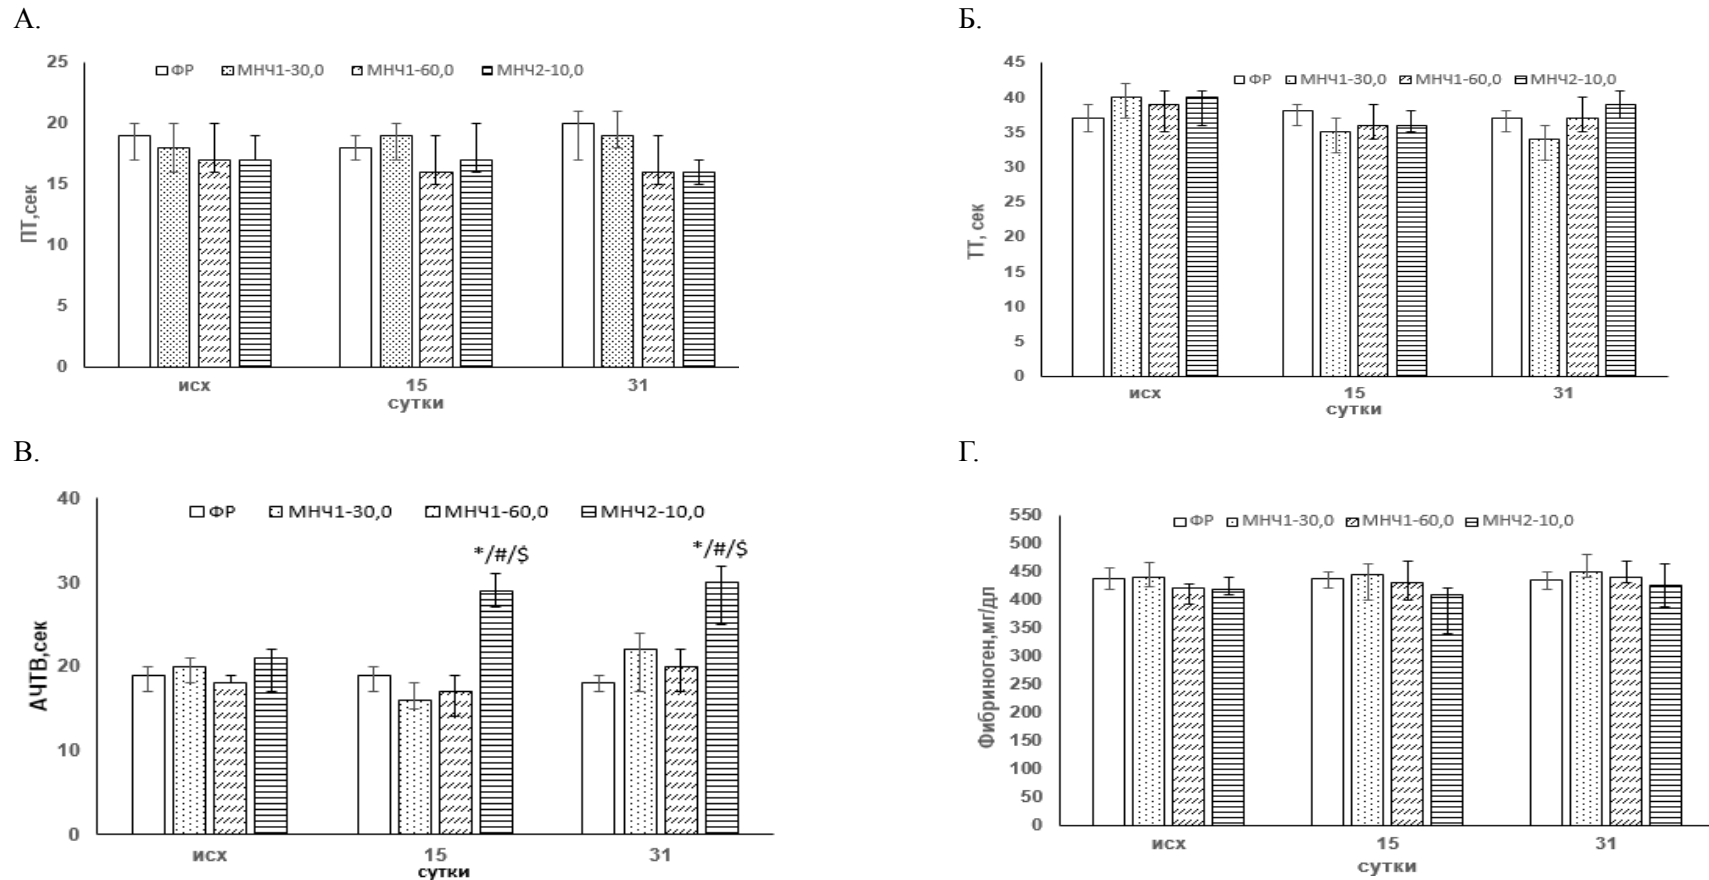 А.
25
20
15
10
5
0
ПТ,сек
ФР МНЧ1-30,0 МНЧ1-60,0 МНЧ2-10,0
исх 15 31
сутки
Б.
45
40
35
30
25
20
15
10
5
0
ТТ, сек
ФР МНЧ1-30,0 МНЧ1-60,0 МНЧ2-10,0
исх 15 31
сутки
В.
40
30
20
10
0
АЧТВ,сек
ФР МНЧ1-30,0 МНЧ1-60,0 МНЧ2-10,0
*/#/$ */#/$
исх 15 31
сутки
Г.
550
500
450
400
350
300
250
200
150
100
50
0
Фибриноген,мг/дл
ФР МНЧ1-30,0 МНЧ1-60,0 МНЧ2-10,0
исх 15 31
сутки